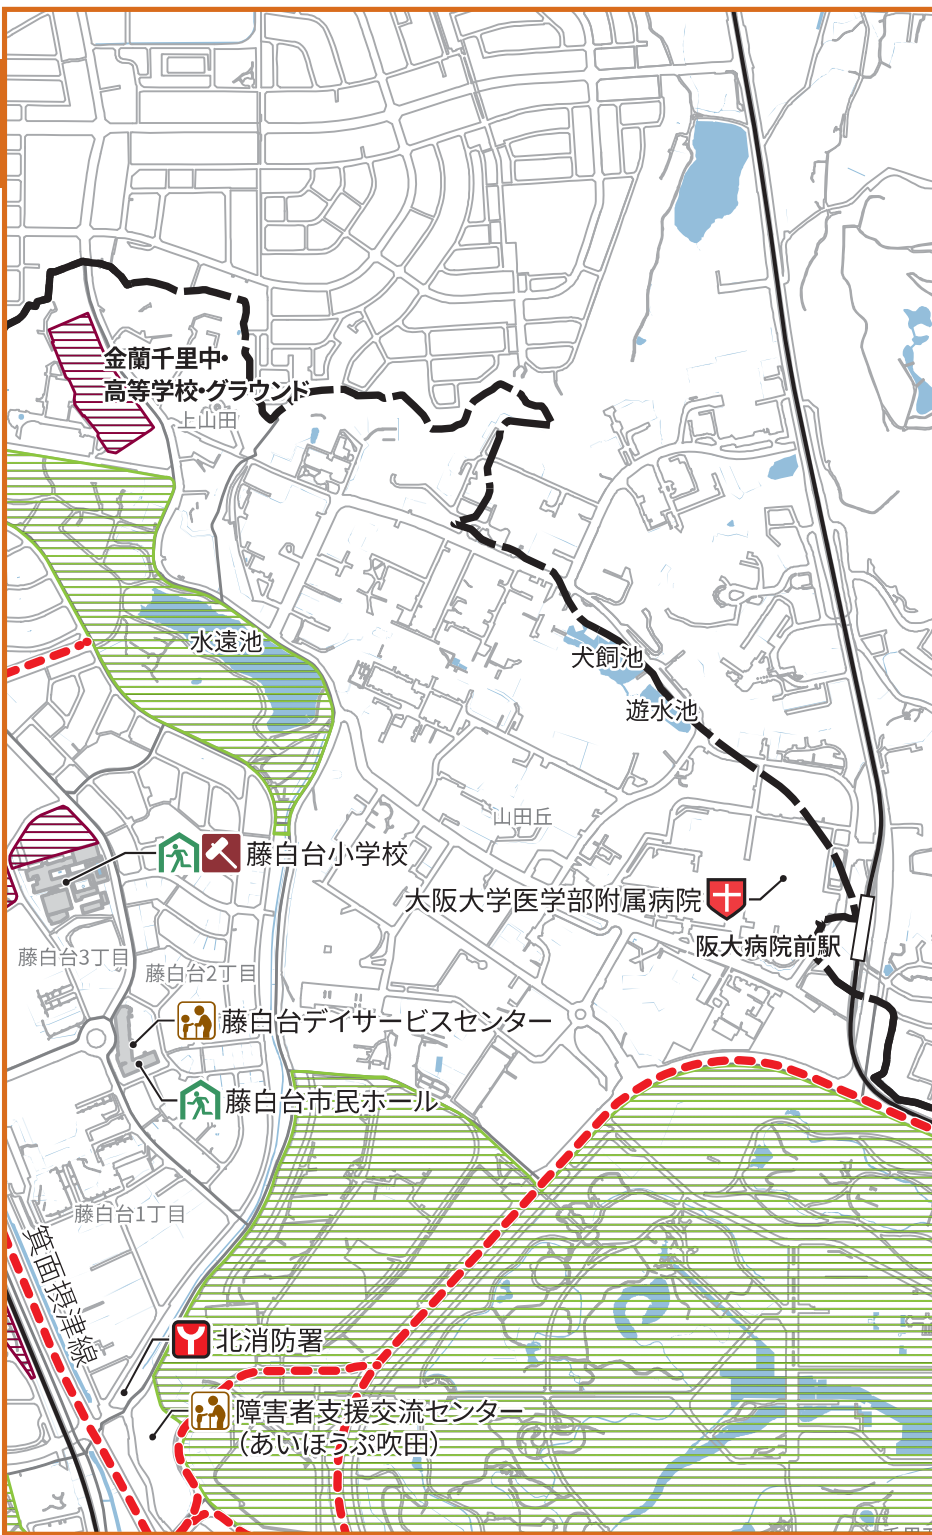 金蘭千里中・
高等学校・グラウンド
上山田
水遠池
犬飼池
遊水池
山田丘
藤白台小学校
大阪大学医学部附属病院
阪大病院前駅
藤白台3丁目
藤白台2丁目
藤白台デイサービスセンター
藤白台市民ホール
藤白台1丁目
箕面摂津線
北消防署
障害者支援交流センター
（あいほうぷ吹田）